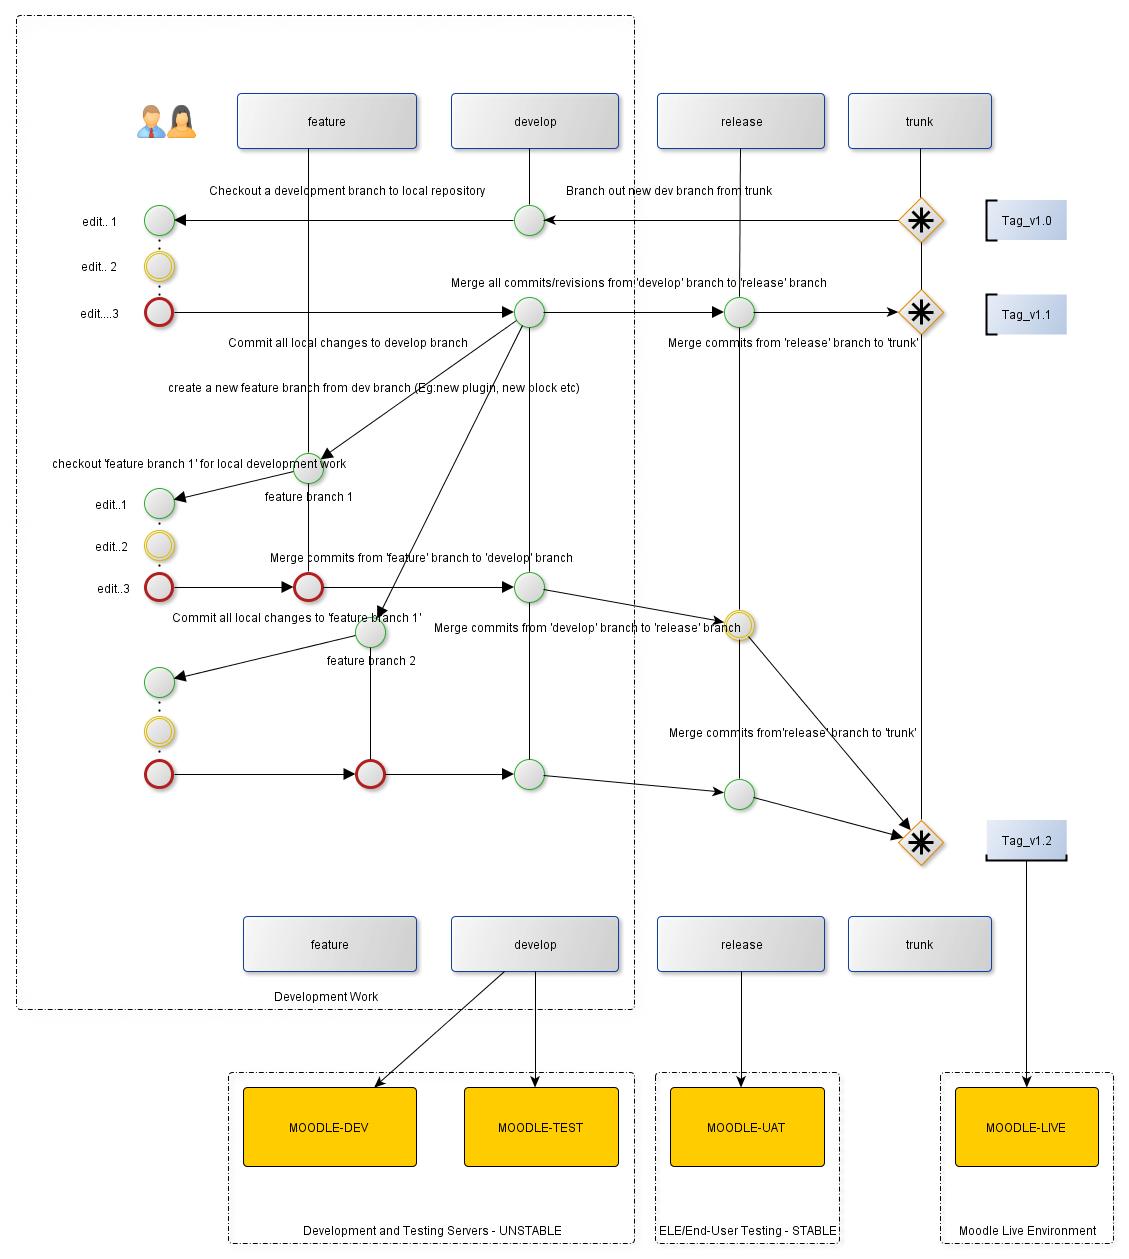 feature
develop
release
trunk
Checkout a development branch to local repository
Branch out new dev branch from trunk
edit.. 1
Tag_v1.0
edit.. 2
Merge all commits/revisions from 'develop' branch to 'release' branch
edit....3
Tag_v1.1
Commit all local changes to develop branch
Merge commits from 'release' branch to 'trunk'
create a new feature branch from dev branch (Eg:new plugin, new block etc)
checkout 'feature branch 1' for local development work
feature branch 1
edit..1
edit..2
Merge commits from 'feature' branch to 'develop' branch
edit..3
Commit all local changes to 'feature branch 1'
Merge commits from 'develop' branch to 'release' branch
feature branch 2
Merge commits from'release' branch to 'trunk'
Tag_v1.2
feature
develop
release
trunk
Development Work
MOODLE-DEV
MOODLE-TEST
MOODLE-UAT
MOODLE-LIVE
Development and Testing Servers - UNSTABLE
ELE/End-User Testing - STABLE
Moodle Live Environment